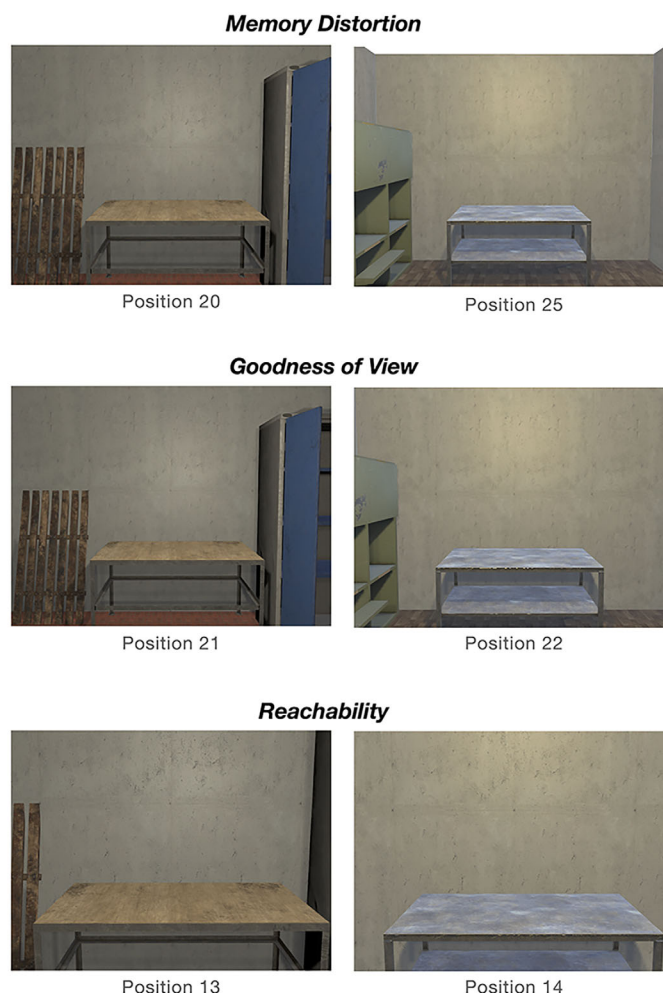 Memory Distortion
Position 20
Position 25
Goodness of View
Position 21
Position 22
Reachability
Position 13
Position 14